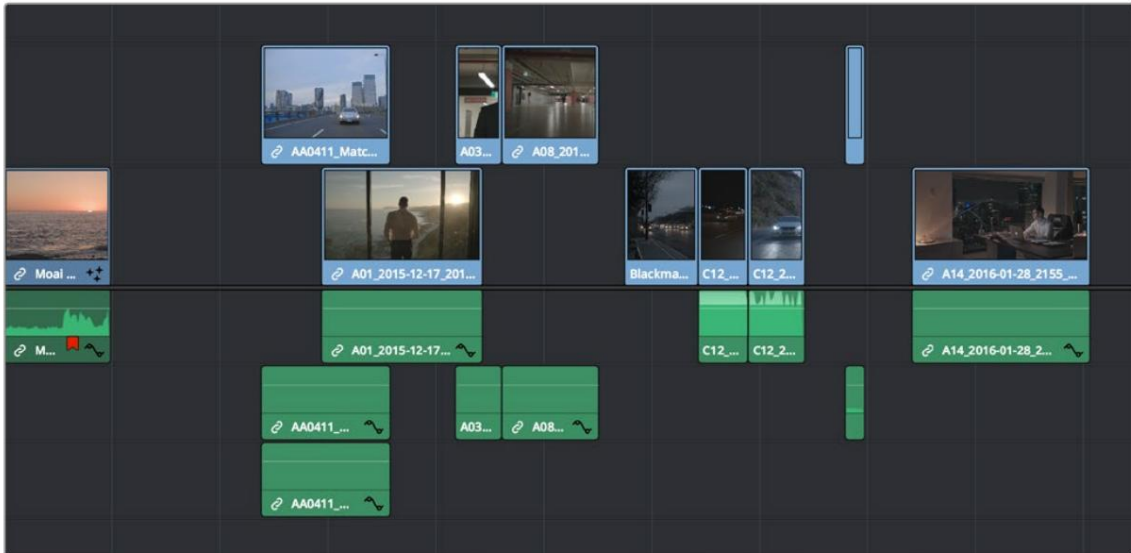 AA0411_Matc...
A03...
A08_201...
Moai ...
A01_2015-12-17_201...
Blackma...
C12_...
C12_2...
A14_2016-01-28_2155_...
M...
A01_2015-12-17...
C12_...
C12_2...
A14_2016-01-28_2...
AA0411_...
A03...
A08...
AA0411_...